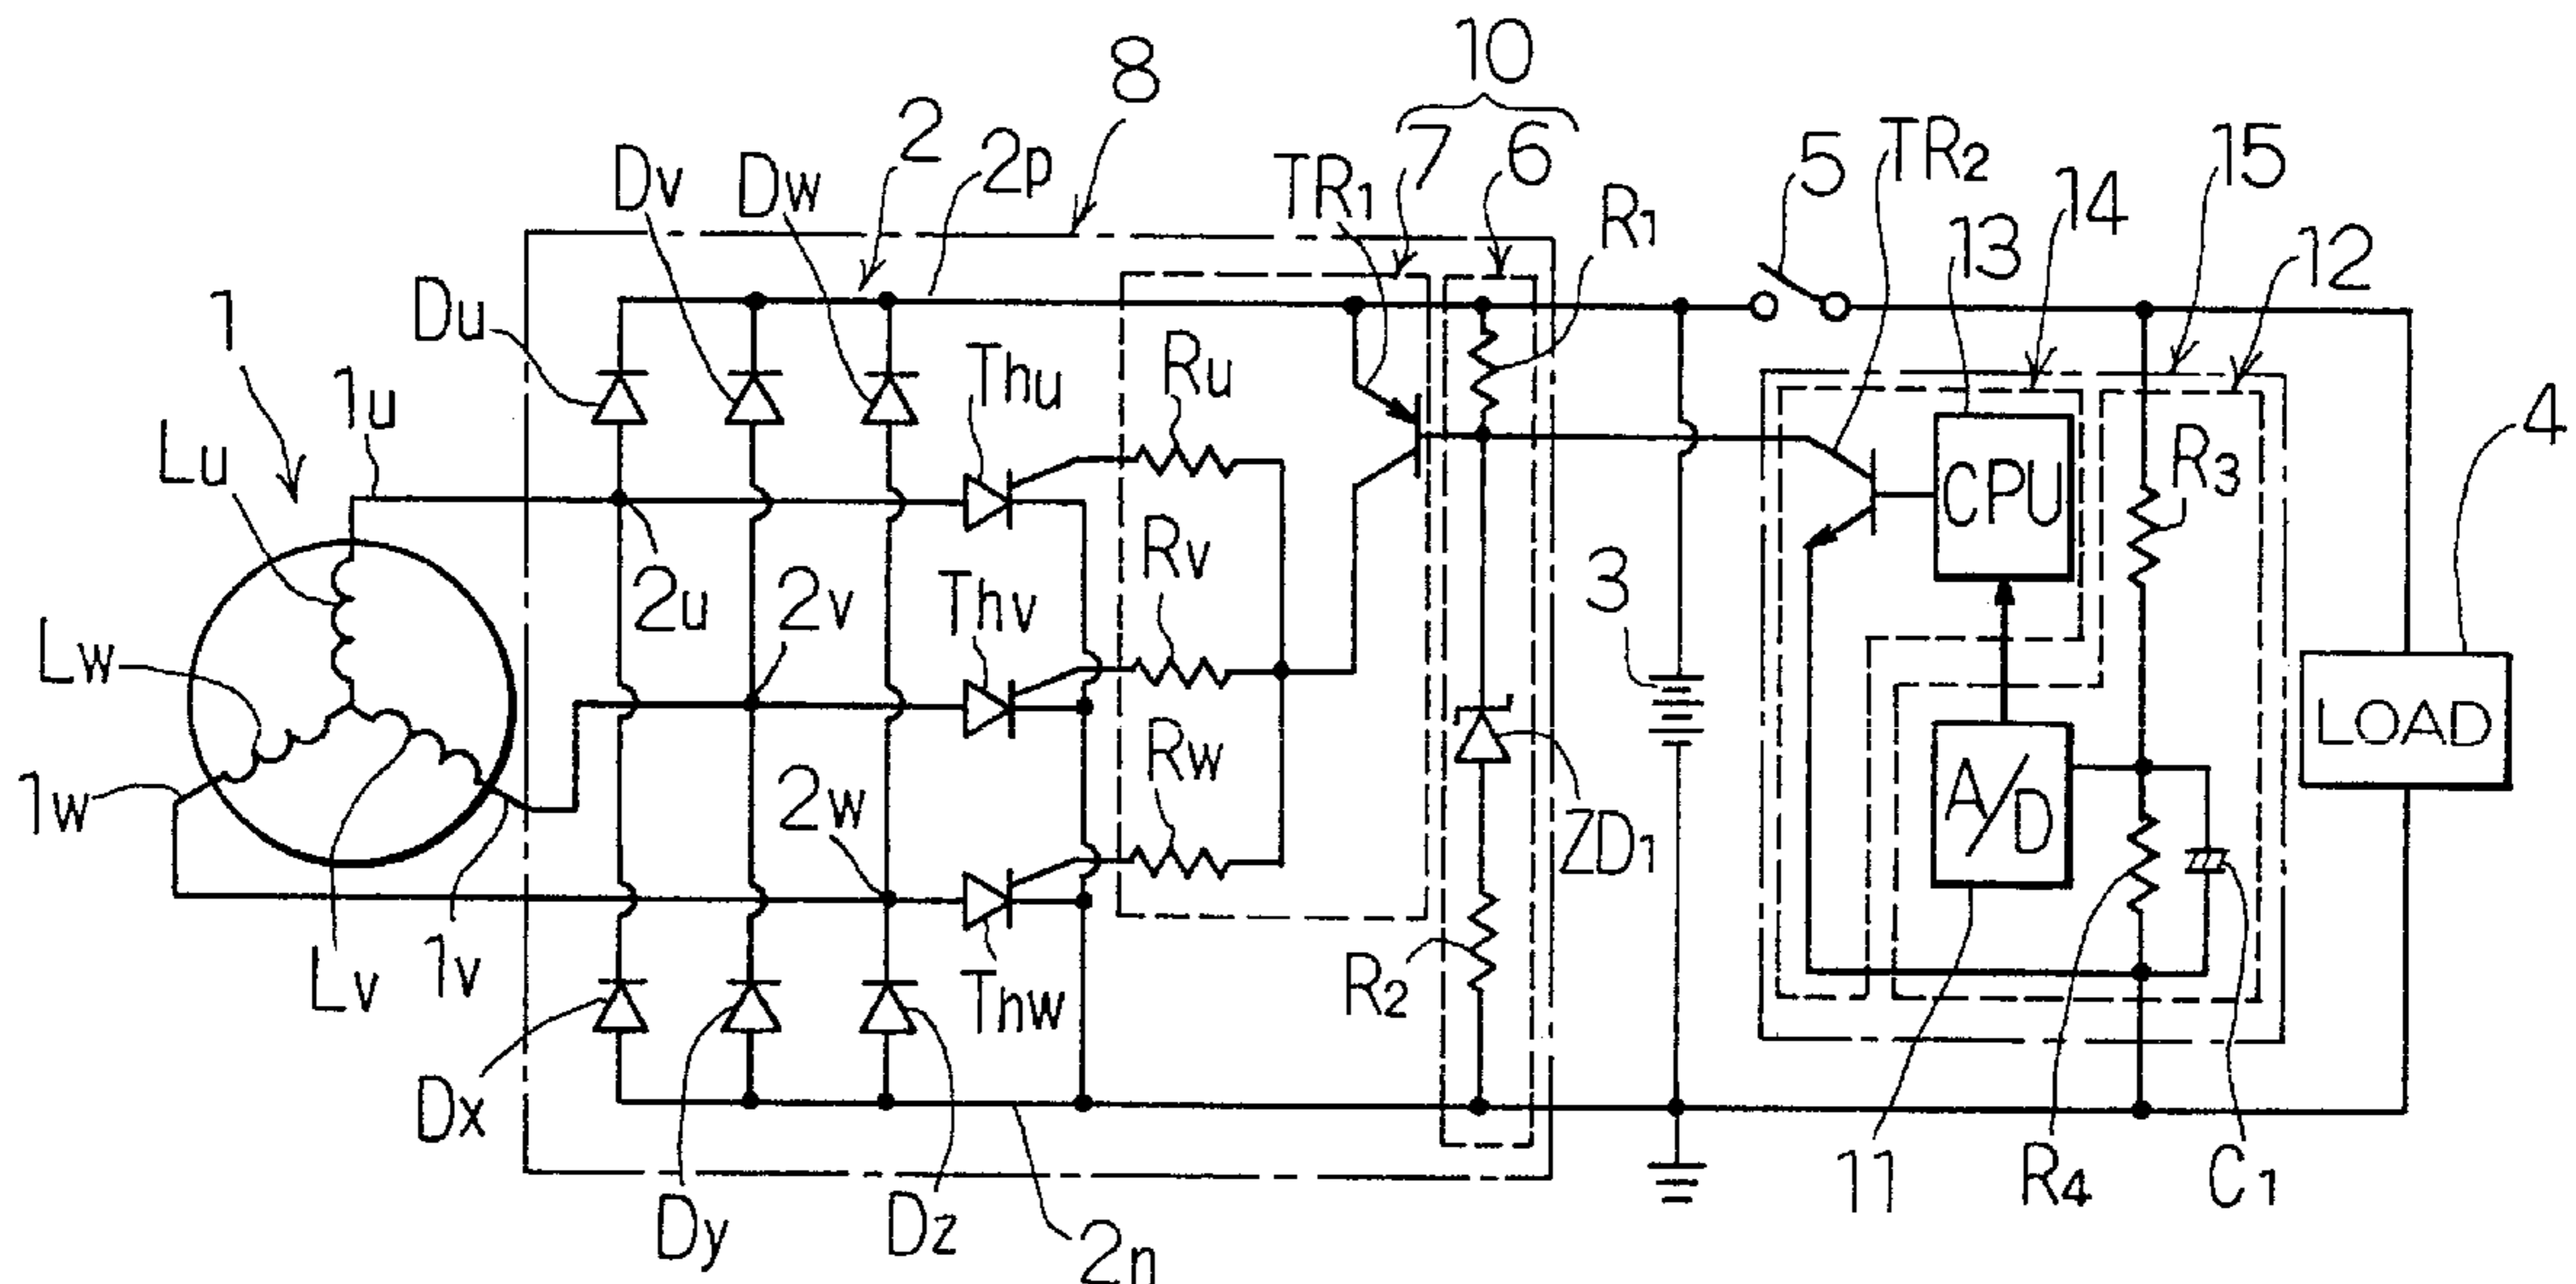 10
8
7
6
2
2p
TR1
R1
5
TR2
14
15
13
12
Dv
Dw
Du
1
1u
Lu
Thu
Ru
CPU
R3
4
2u
2v
Thv
Rv
3
Lw
LOAD
1w
2w
Rw
A/D
ZD1
Lv
1v
Thw
R2
Dx
Dy
Dz
2n
11
R4
C1